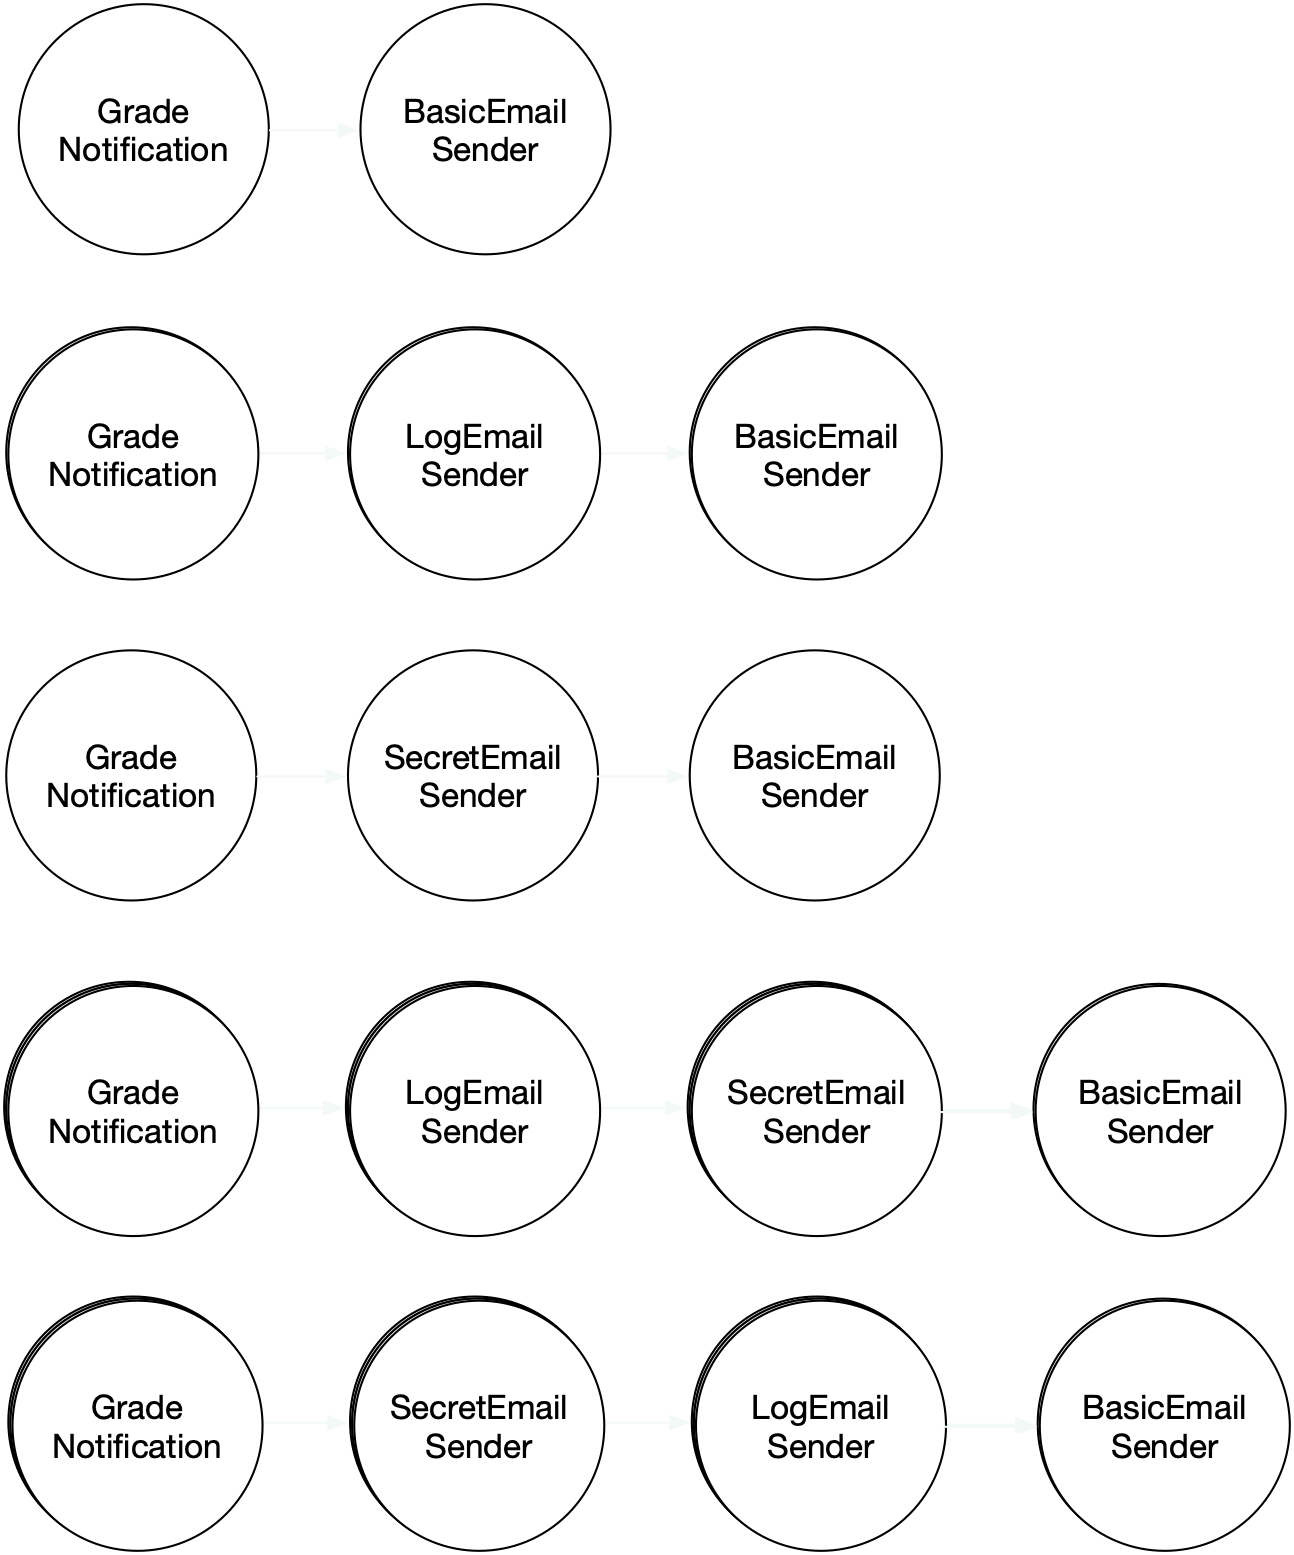 Grade
Notification
BasicEmail
Sender
Grade
Notification
LogEmail
Sender
BasicEmail
Sender
Grade
Notification
SecretEmail
Sender
BasicEmail
Sender
Grade
Notification
LogEmail
Sender
SecretEmail
Sender
BasicEmail
Sender
Grade
Notification
SecretEmail
Sender
LogEmail
Sender
BasicEmail
Sender